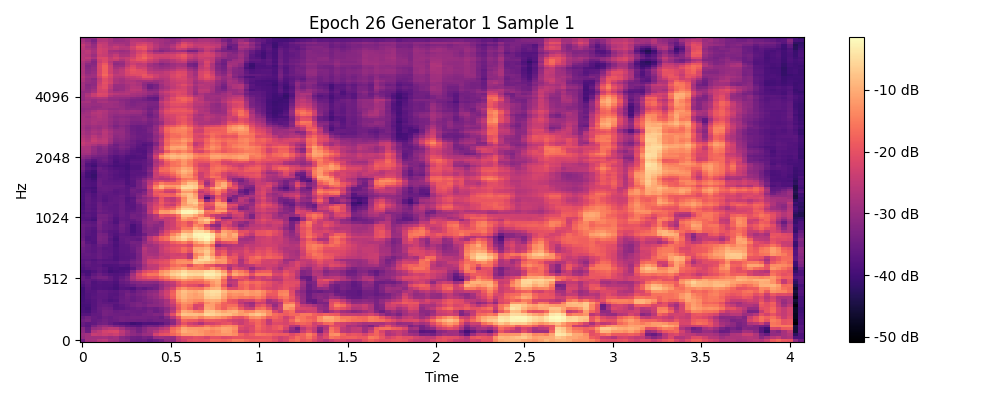 Epoch 26 Generator 1 Sample 1
4096
2048
1024
512
0
Hz
0 0.5 1 1.5 2 2.5 3 3.5 4
Time
-10 dB
-20 dB
-30 dB
-40 dB
-50 dB